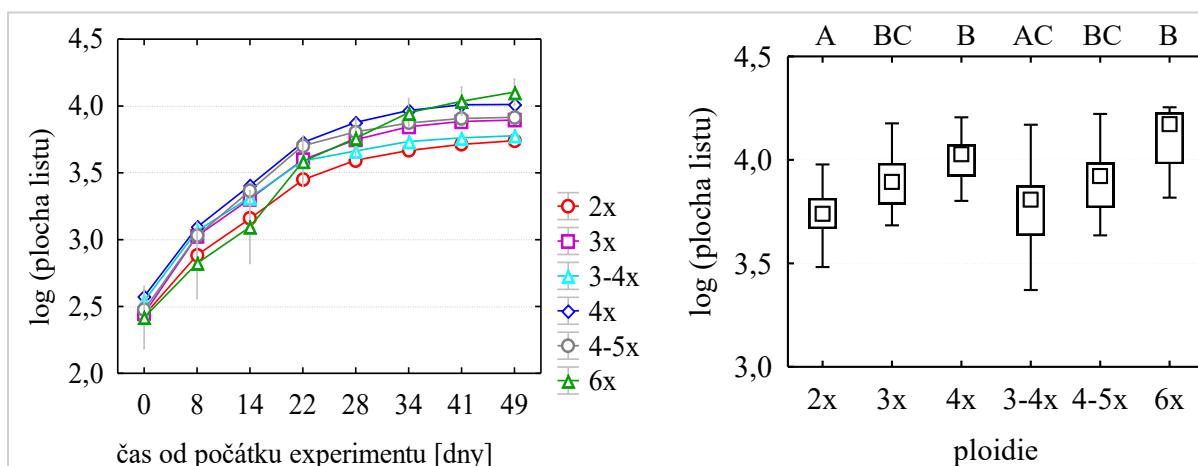 4,5
4,0
3,5
3,0
2,5
2,0
log (plocha listu)
0 8 14 22 28 34 41 49
čas od počátku experimentu [dny]
2x
3x
3-4x
4x
4-5x
6x
A BC B AC BC B
4,5
4,0
3,5
3,0
log (plocha listu)
2x 3x 4x 3-4x 4-5x 6x
ploidie